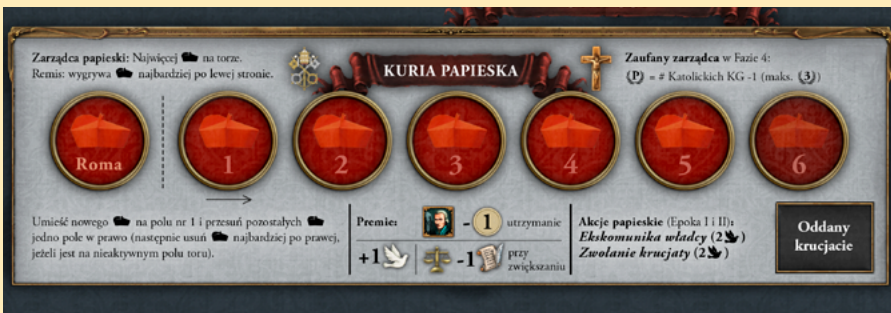 Zarządca papieski: Najwięcej na torze.
Remis: wygrywa najbardziej po lewej stronie.
KURIA PAPIESKA
Zaufany zarządca w Fazie 4:
(P) = # Katolickich KG -1 (maks. (3))
Roma
1
2
3
4
5
6
Umieść nowego na polu nr 1 i przesuń pozostałych
jedno pole w prawo (następnie usuń najbardziej po prawej,
jeżeli jest na nieaktywnym polu toru).
Premie: - 1 utrzymanie
+1 -1 przy
zwiększaniu
Akcje papieskie (Epoka I i II):
Ekskomunika władcy (2)
Zwołanie krucjaty (2)
Oddany
krucjacie